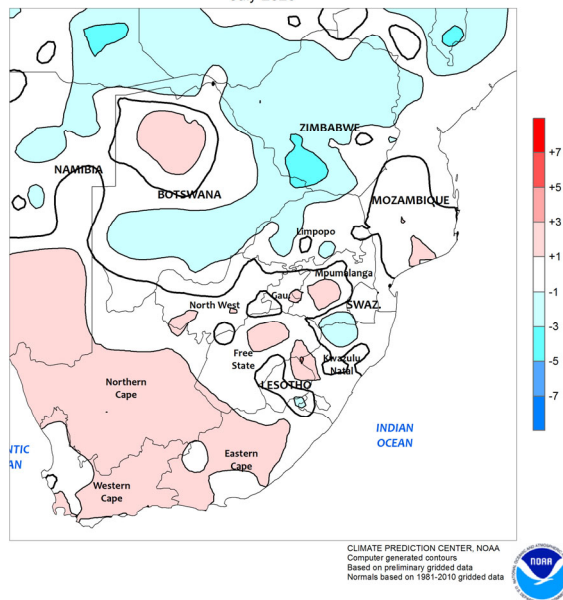 ZIMBABWE
NAMIBIA
BOTSWANA
MOZAMBIQUE
Limpopo
Mpumalanga
North West
Gau.
SWAZ.
Free
State
Kwazulu
Natal
LESOTHO
Northern
Cape
Eastern
Cape
Western
Cape
NTIC
AN
INDIAN
OCEAN
+7
+5
+3
+1
-1
-3
-5
-7
CLIMATE PREDICTION CENTER, NOAA
Computer generated contours
Based on preliminary gridded data
Normals based on 1981-2010 gridded data
NOAA